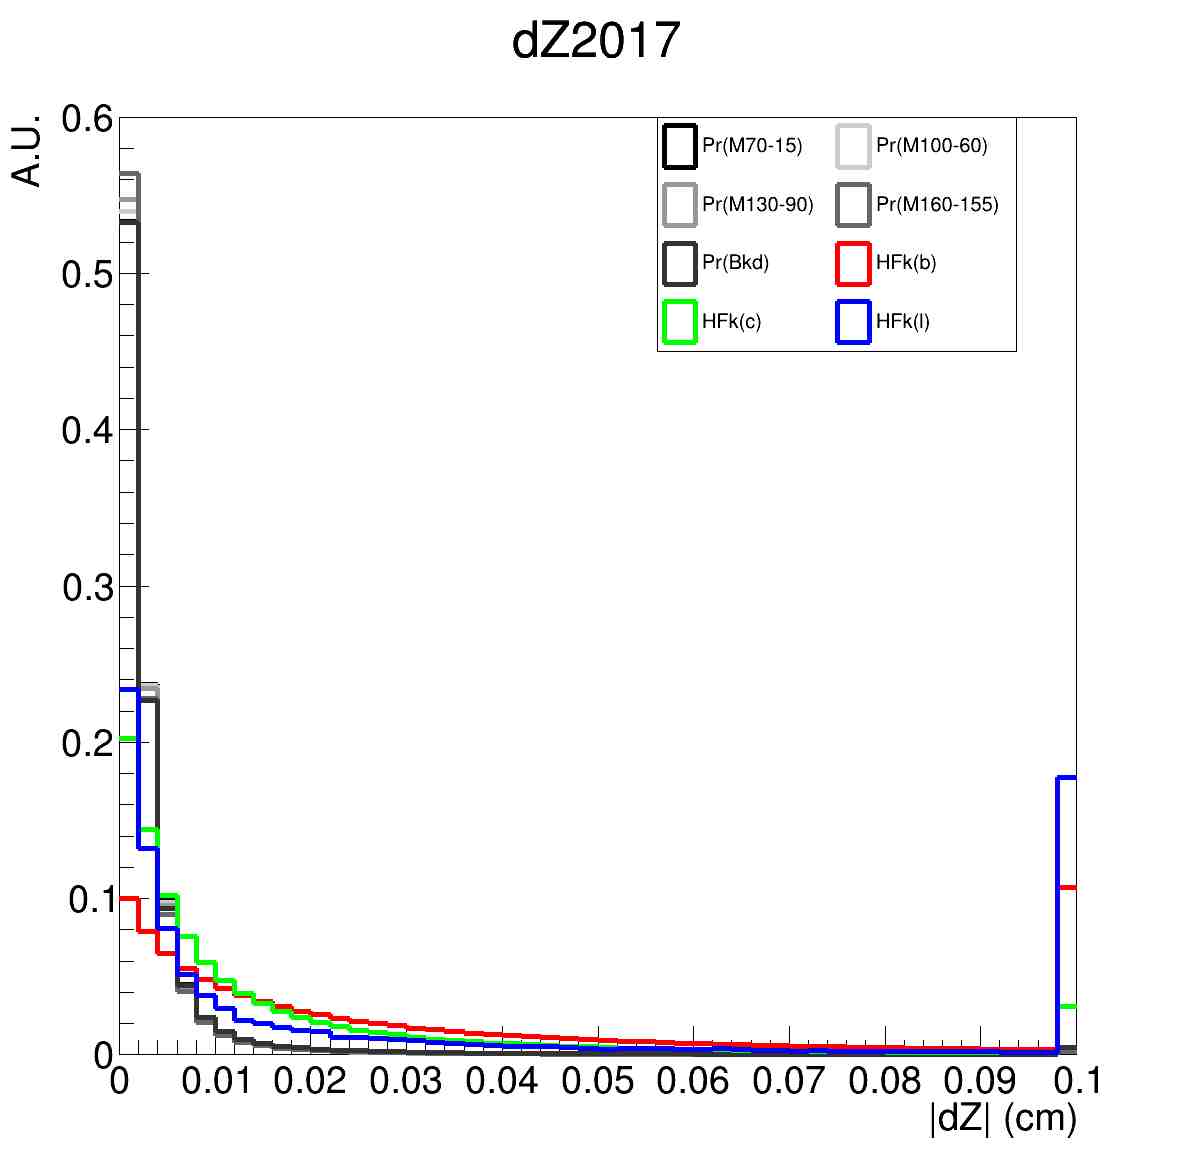 dZ2017
A.U.
0.6
0.5
0.4
0.3
0.2
0.1
0
Pr(M70-15) Pr(M100-60)
Pr(M130-90) Pr(M160-155)
Pr(Bkd) HFk(b)
HFk(c) HFk(l)
0 0.01 0.02 0.03 0.04 0.05 0.06 0.07 0.08 0.09 0.1
|dZ| (cm)